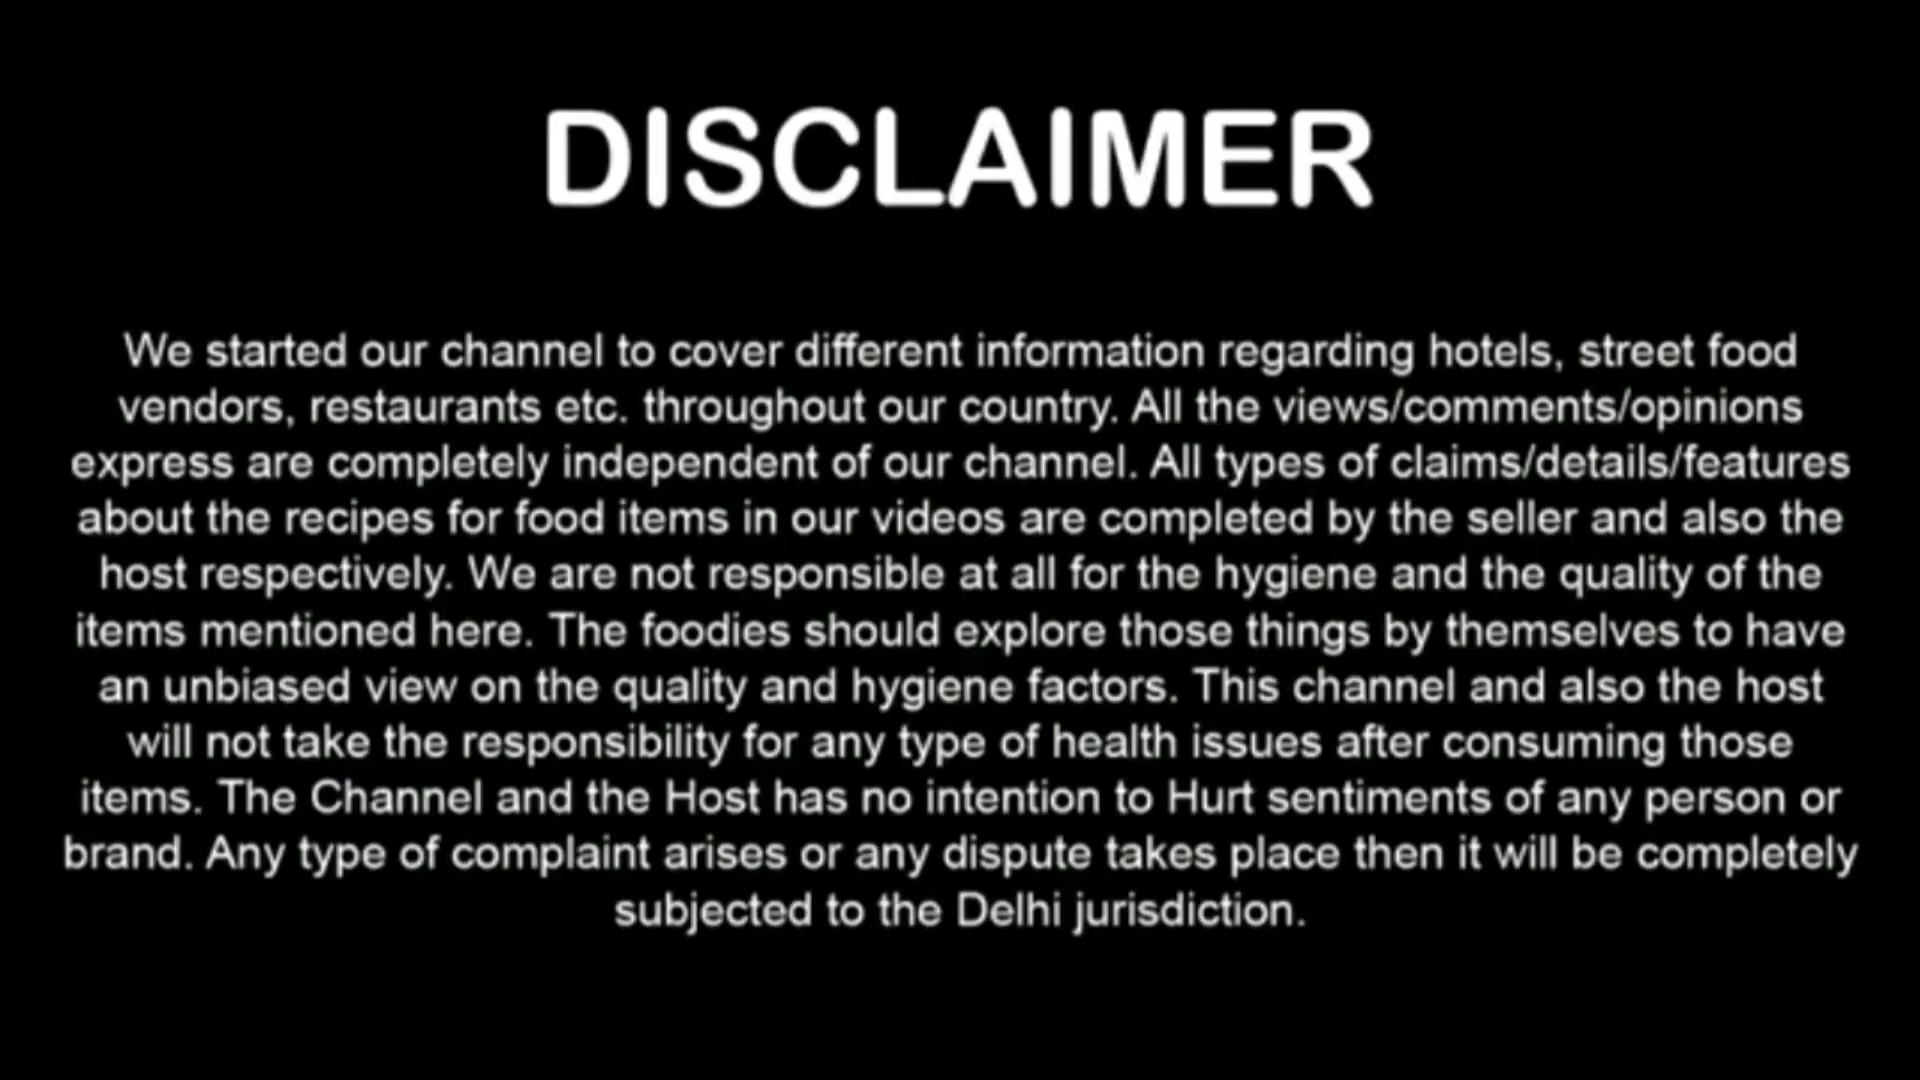 DISCLAIMER
We started our channel to cover different information regarding hotels, street food
vendors, restaurants etc. throughout our country. All the views/comments/opinions
express are completely independent of our channel. All types of claims/details/features
about the recipes for food items in our videos are completed by the seller and also the
host respectively. We are not responsible at all for the hygiene and the quality of the
items mentioned here. The foodies should explore those things by themselves to have
an unbiased view on the quality and hygiene factors. This channel and also the host
will not take the responsibility for any type of health issues after consuming those
items. The Channel and the Host has no intention to Hurt sentiments of any person or
brand. Any type of complaint arises or any dispute takes place then it will be completely
subjected to the Delhi jurisdiction.